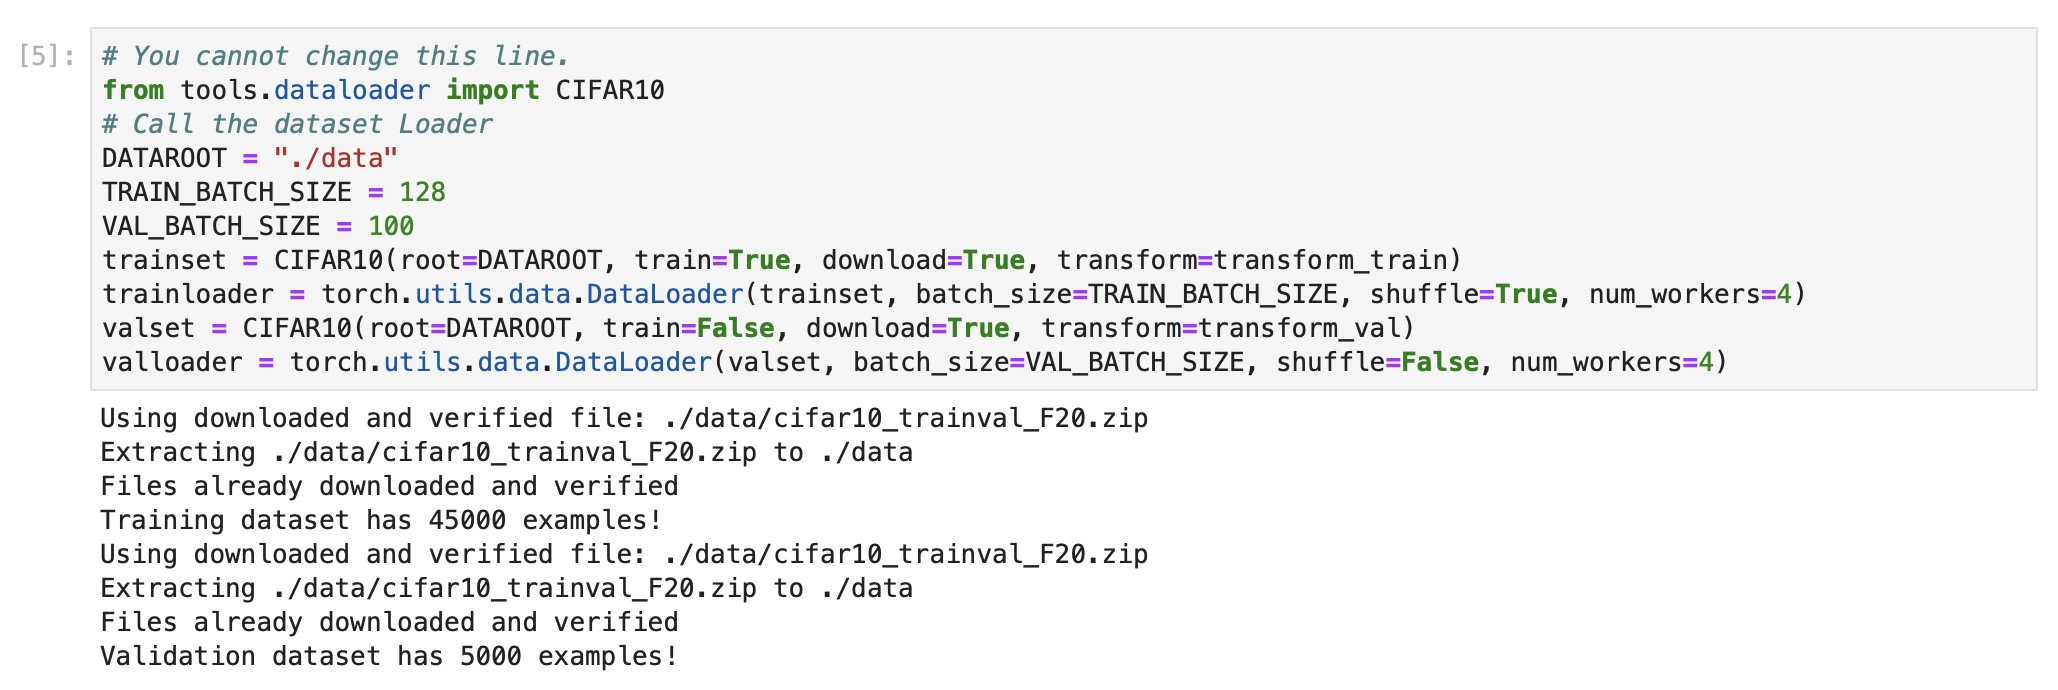 [5]:
# You cannot change this line.
from tools.dataloader import CIFAR10
# Call the dataset Loader
DATAROOT = "./data"
TRAIN_BATCH_SIZE = 128
VAL_BATCH_SIZE = 100
trainset = CIFAR10(root=DATAROOT, train=True, download=True, transform=transform_train)
trainloader = torch.utils.data.DataLoader(trainset, batch_size=TRAIN_BATCH_SIZE, shuffle=True, num_workers=4)
valset = CIFAR10(root=DATAROOT, train=False, download=True, transform=transform_val)
valloader = torch.utils.data.DataLoader(valset, batch_size=VAL_BATCH_SIZE, shuffle=False, num_workers=4)
Using downloaded and verified file: ./data/cifar10_trainval_F20.zip
Extracting ./data/cifar10_trainval_F20.zip to ./data
Files already downloaded and verified
Training dataset has 45000 examples!
Using downloaded and verified file: ./data/cifar10_trainval_F20.zip
Extracting ./data/cifar10_trainval_F20.zip to ./data
Files already downloaded and verified
Validation dataset has 5000 examples!